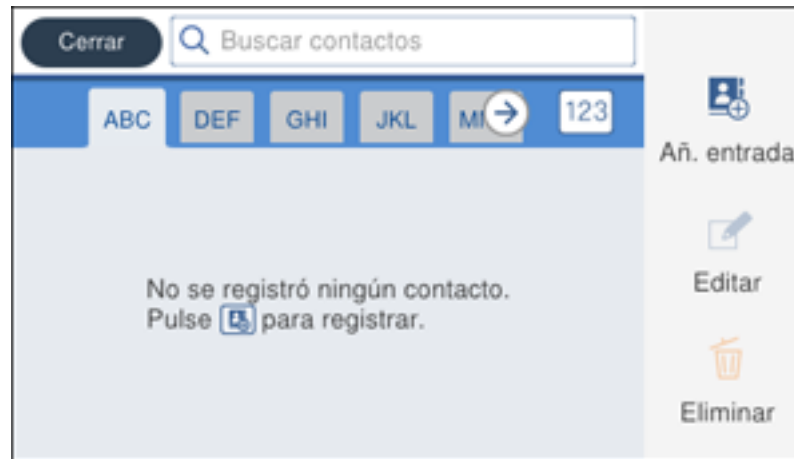 Cerrar
Buscar contactos
ABC DEF GHI JKL 123
Añ. entrada
No se registró ningún contacto.
Pulse para registrar.
Editar
Eliminar